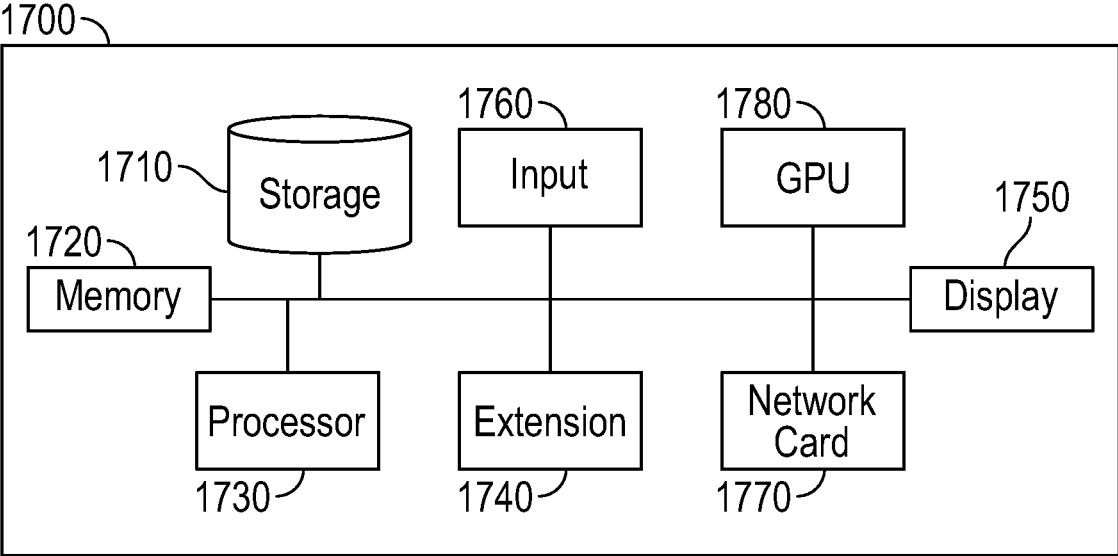 1700
1760
1780
1710
Storage
Input
GPU
1750
1720
Memory
Display
Processor
Extension
Network
Card
1730
1740
1770